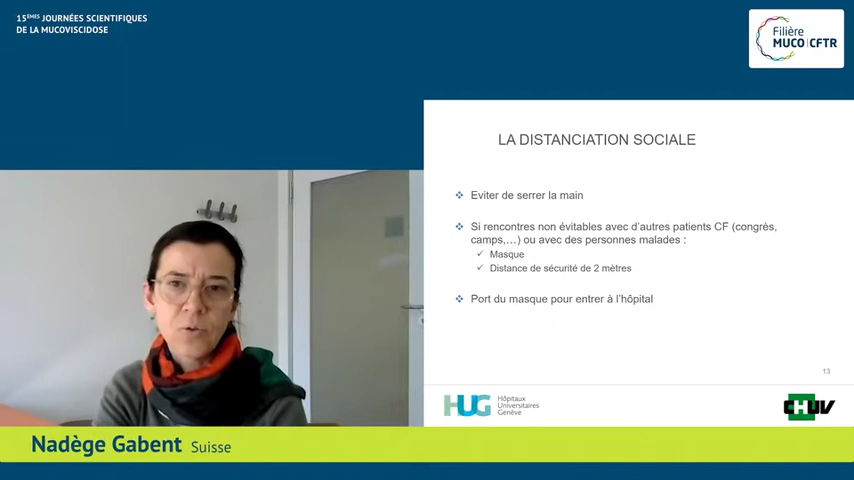 15ÈMES JOURNÉES SCIENTIFIQUES
DE LA MUCOVISCIDOSE
Filière
MUCO CFTR
LA DISTANCIATION SOCIALE
Eviter de serrer la main
Si rencontres non évitables avec d'autres patients CF (congrès,
camps,...) ou avec des personnes malades :
Masque
Distance de sécurité de 2 mètres
Port du masque pour entrer à l'hôpital
13
HUG Hôpitaux
Universitaires
Genève
CHUV
Nadège Gabent Suisse